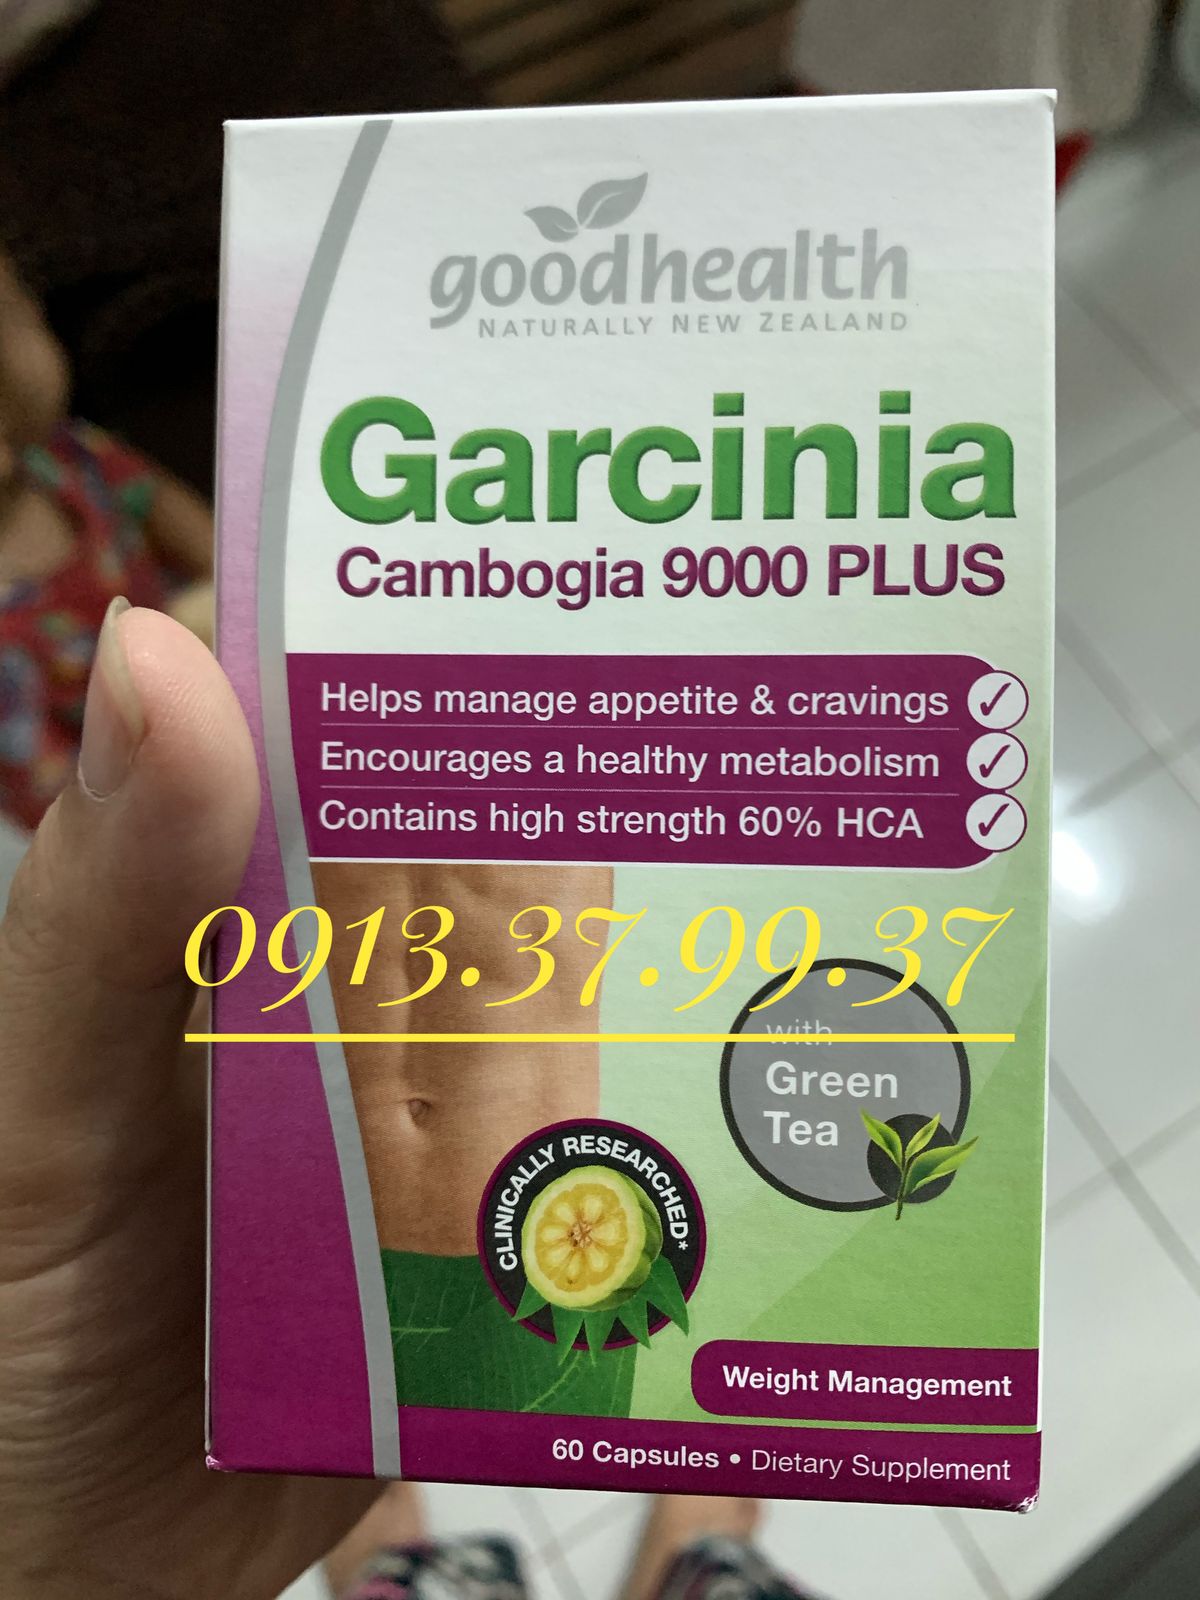 goodhealth
NATURALLY NEW ZEALAND
Garcinia
Cambogia 9000 PLUS
Helps manage appetite & cravings
Encourages a healthy metabolism
Contains high strength 60% HCA
0913.37.99.37
with
Green
Tea
CLINICALLY RESEARCHED*
Weight Management
60 Capsules • Dietary Supplement